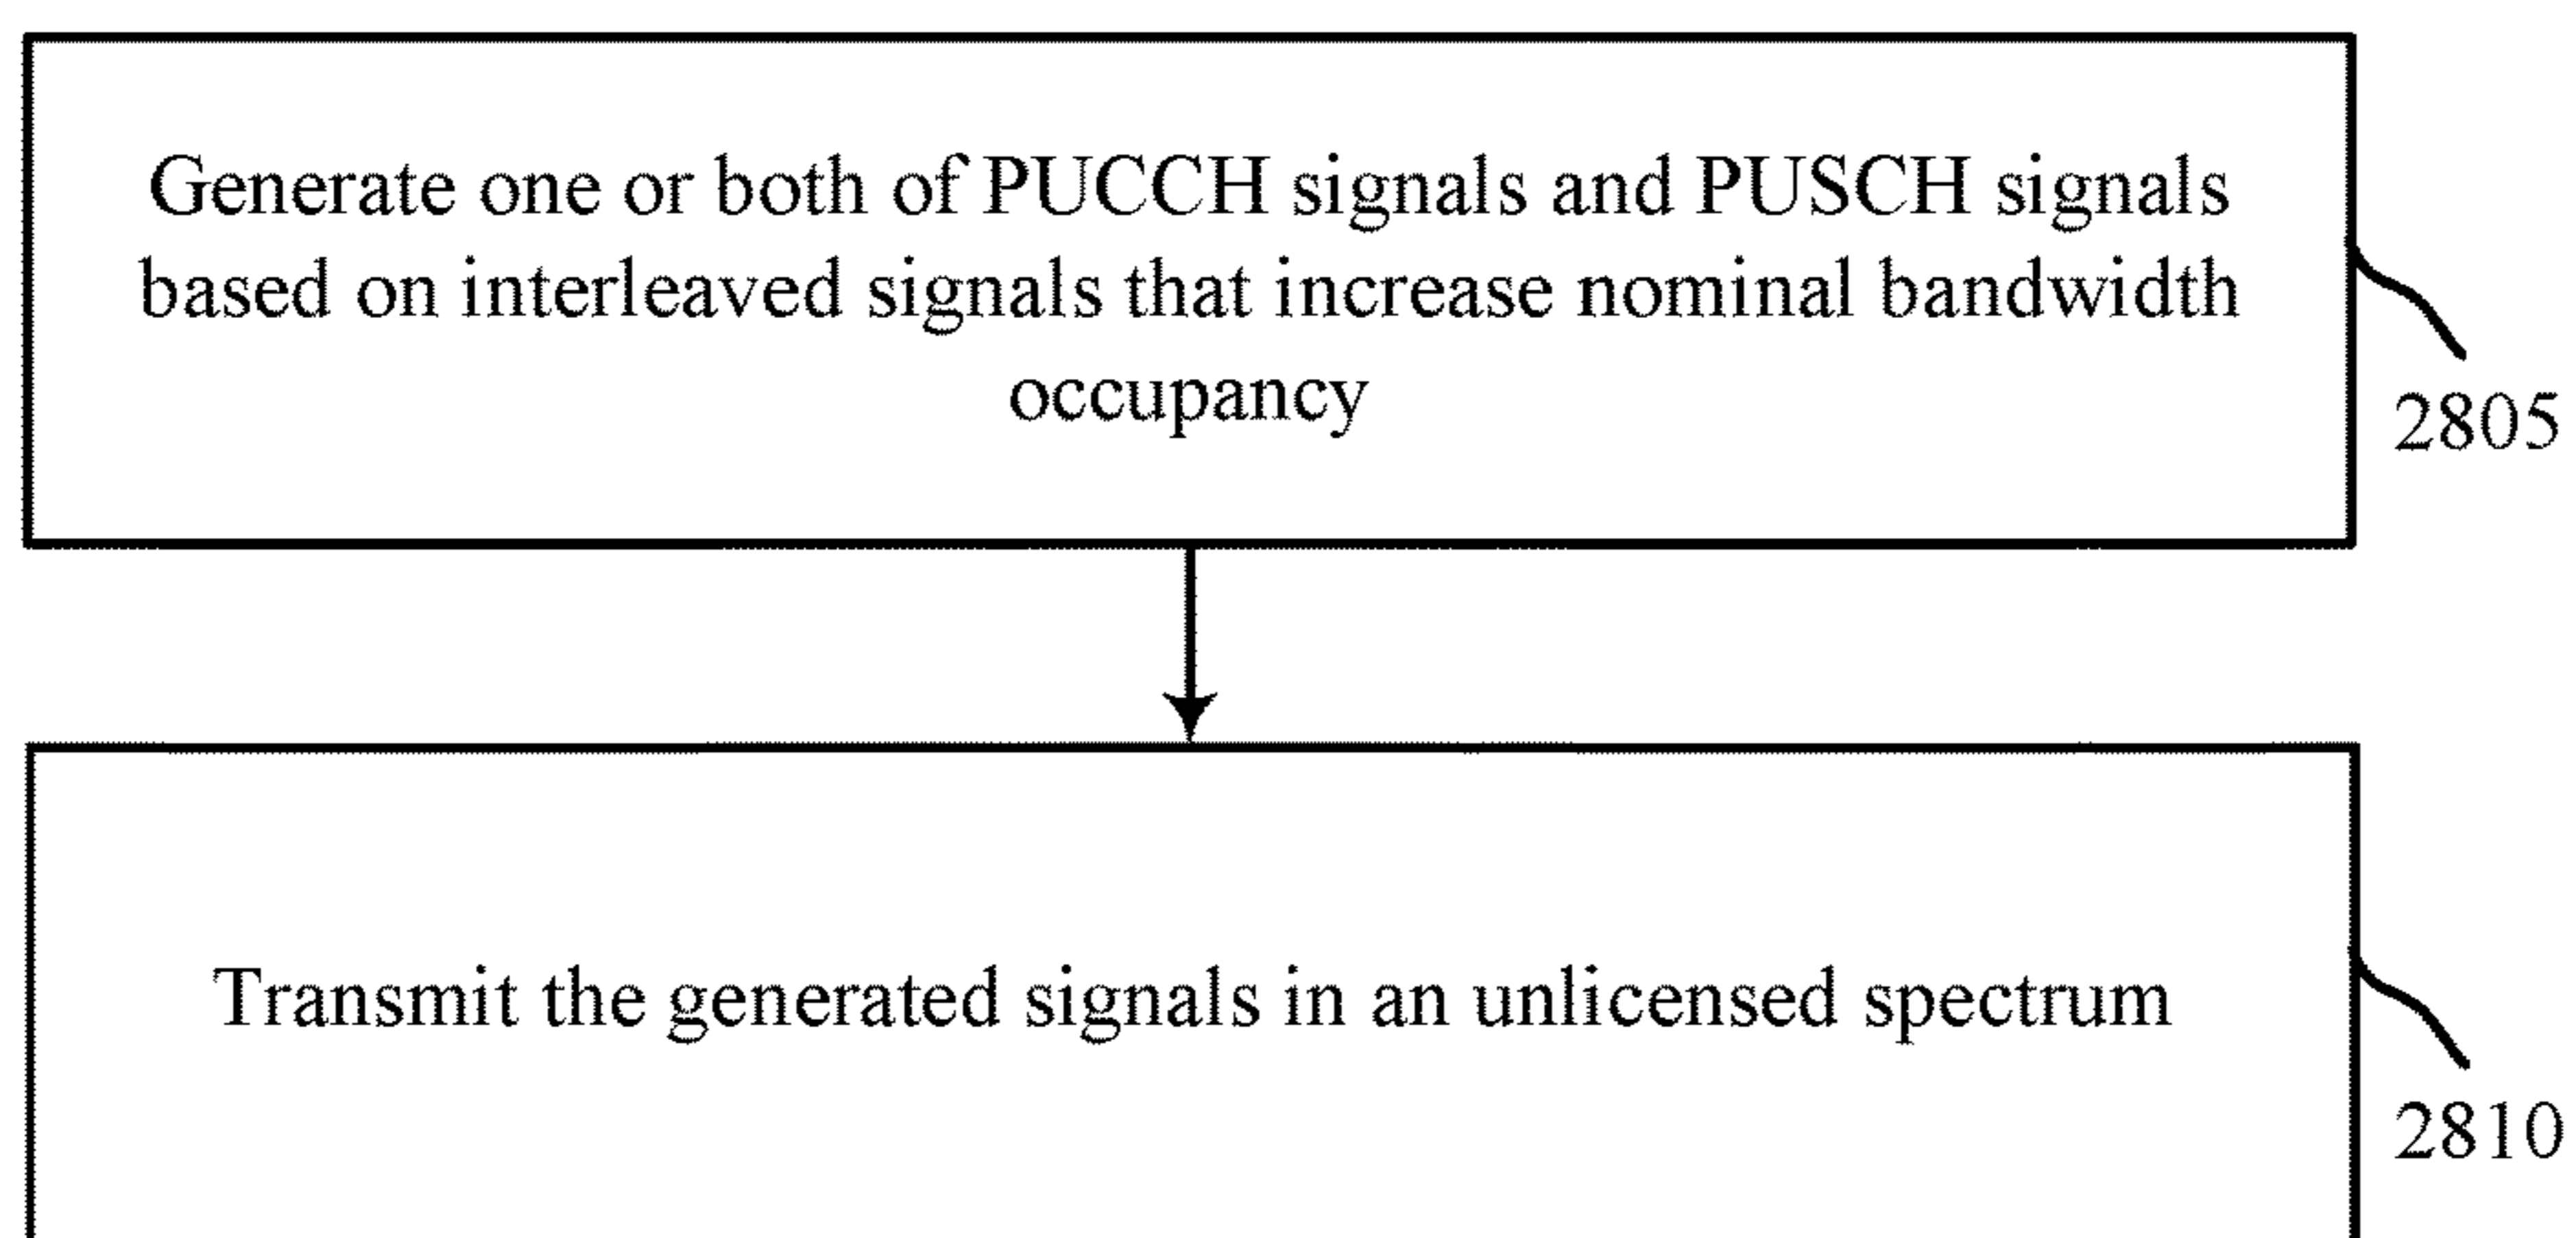 Generate one or both of PUCCH signals and PUSCH signals
based on interleaved signals that increase nominal bandwidth
occupancy
2805
Transmit the generated signals in an unlicensed spectrum
2810